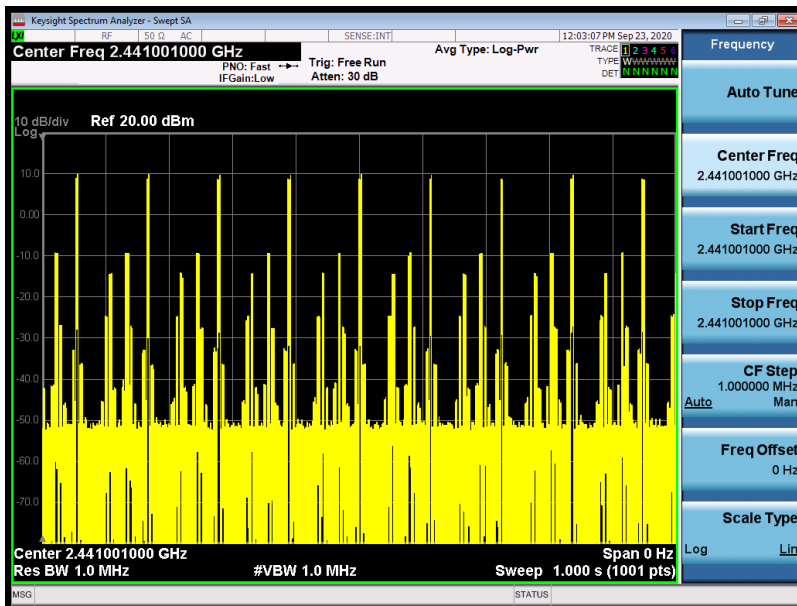 Keysight Spectrum Analyzer - Swept SA
LXI RF 50 Ω AC SENSE:INT 12:03:07 PM Sep 23, 2020
Center Freq 2.441001000 GHz
PNO: Fast
IFGain:Low
Trig: Free Run
Atten: 30 dB
Avg Type: Log-Pwr
TRACE 1 2 3 4 5 6
TYPE W
DET N N N N N N
10 dB/div Ref 20.00 dBm
Log
10.0
0.00
-10.0
-20.0
-30.0
-40.0
-50.0
-60.0
-70.0
Center 2.441001000 GHz Span 0 Hz
Res BW 1.0 MHz #VBW 1.0 MHz Sweep 1.000 s (1001 pts)
MSG STATUS
Frequency
Auto Tune
Center Freq
2.441001000 GHz
Start Freq
2.441001000 GHz
Stop Freq
2.441001000 GHz
CF Step
1.000000 MHz
Auto Man
Freq Offset
0 Hz
Scale Type
Log Lin